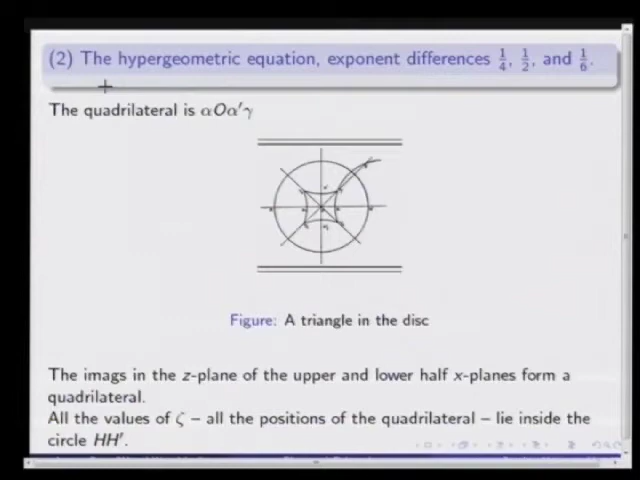 (2) The hypergeometric equation, exponent differences 1/4, 1/2, and 1/6.
The quadrilateral is αOα′γ
Figure: A triangle in the disc
The imags in the z-plane of the upper and lower half x-planes form a
quadrilateral.
All the values of ζ – all the positions of the quadrilateral – lie inside the
circle HH′.